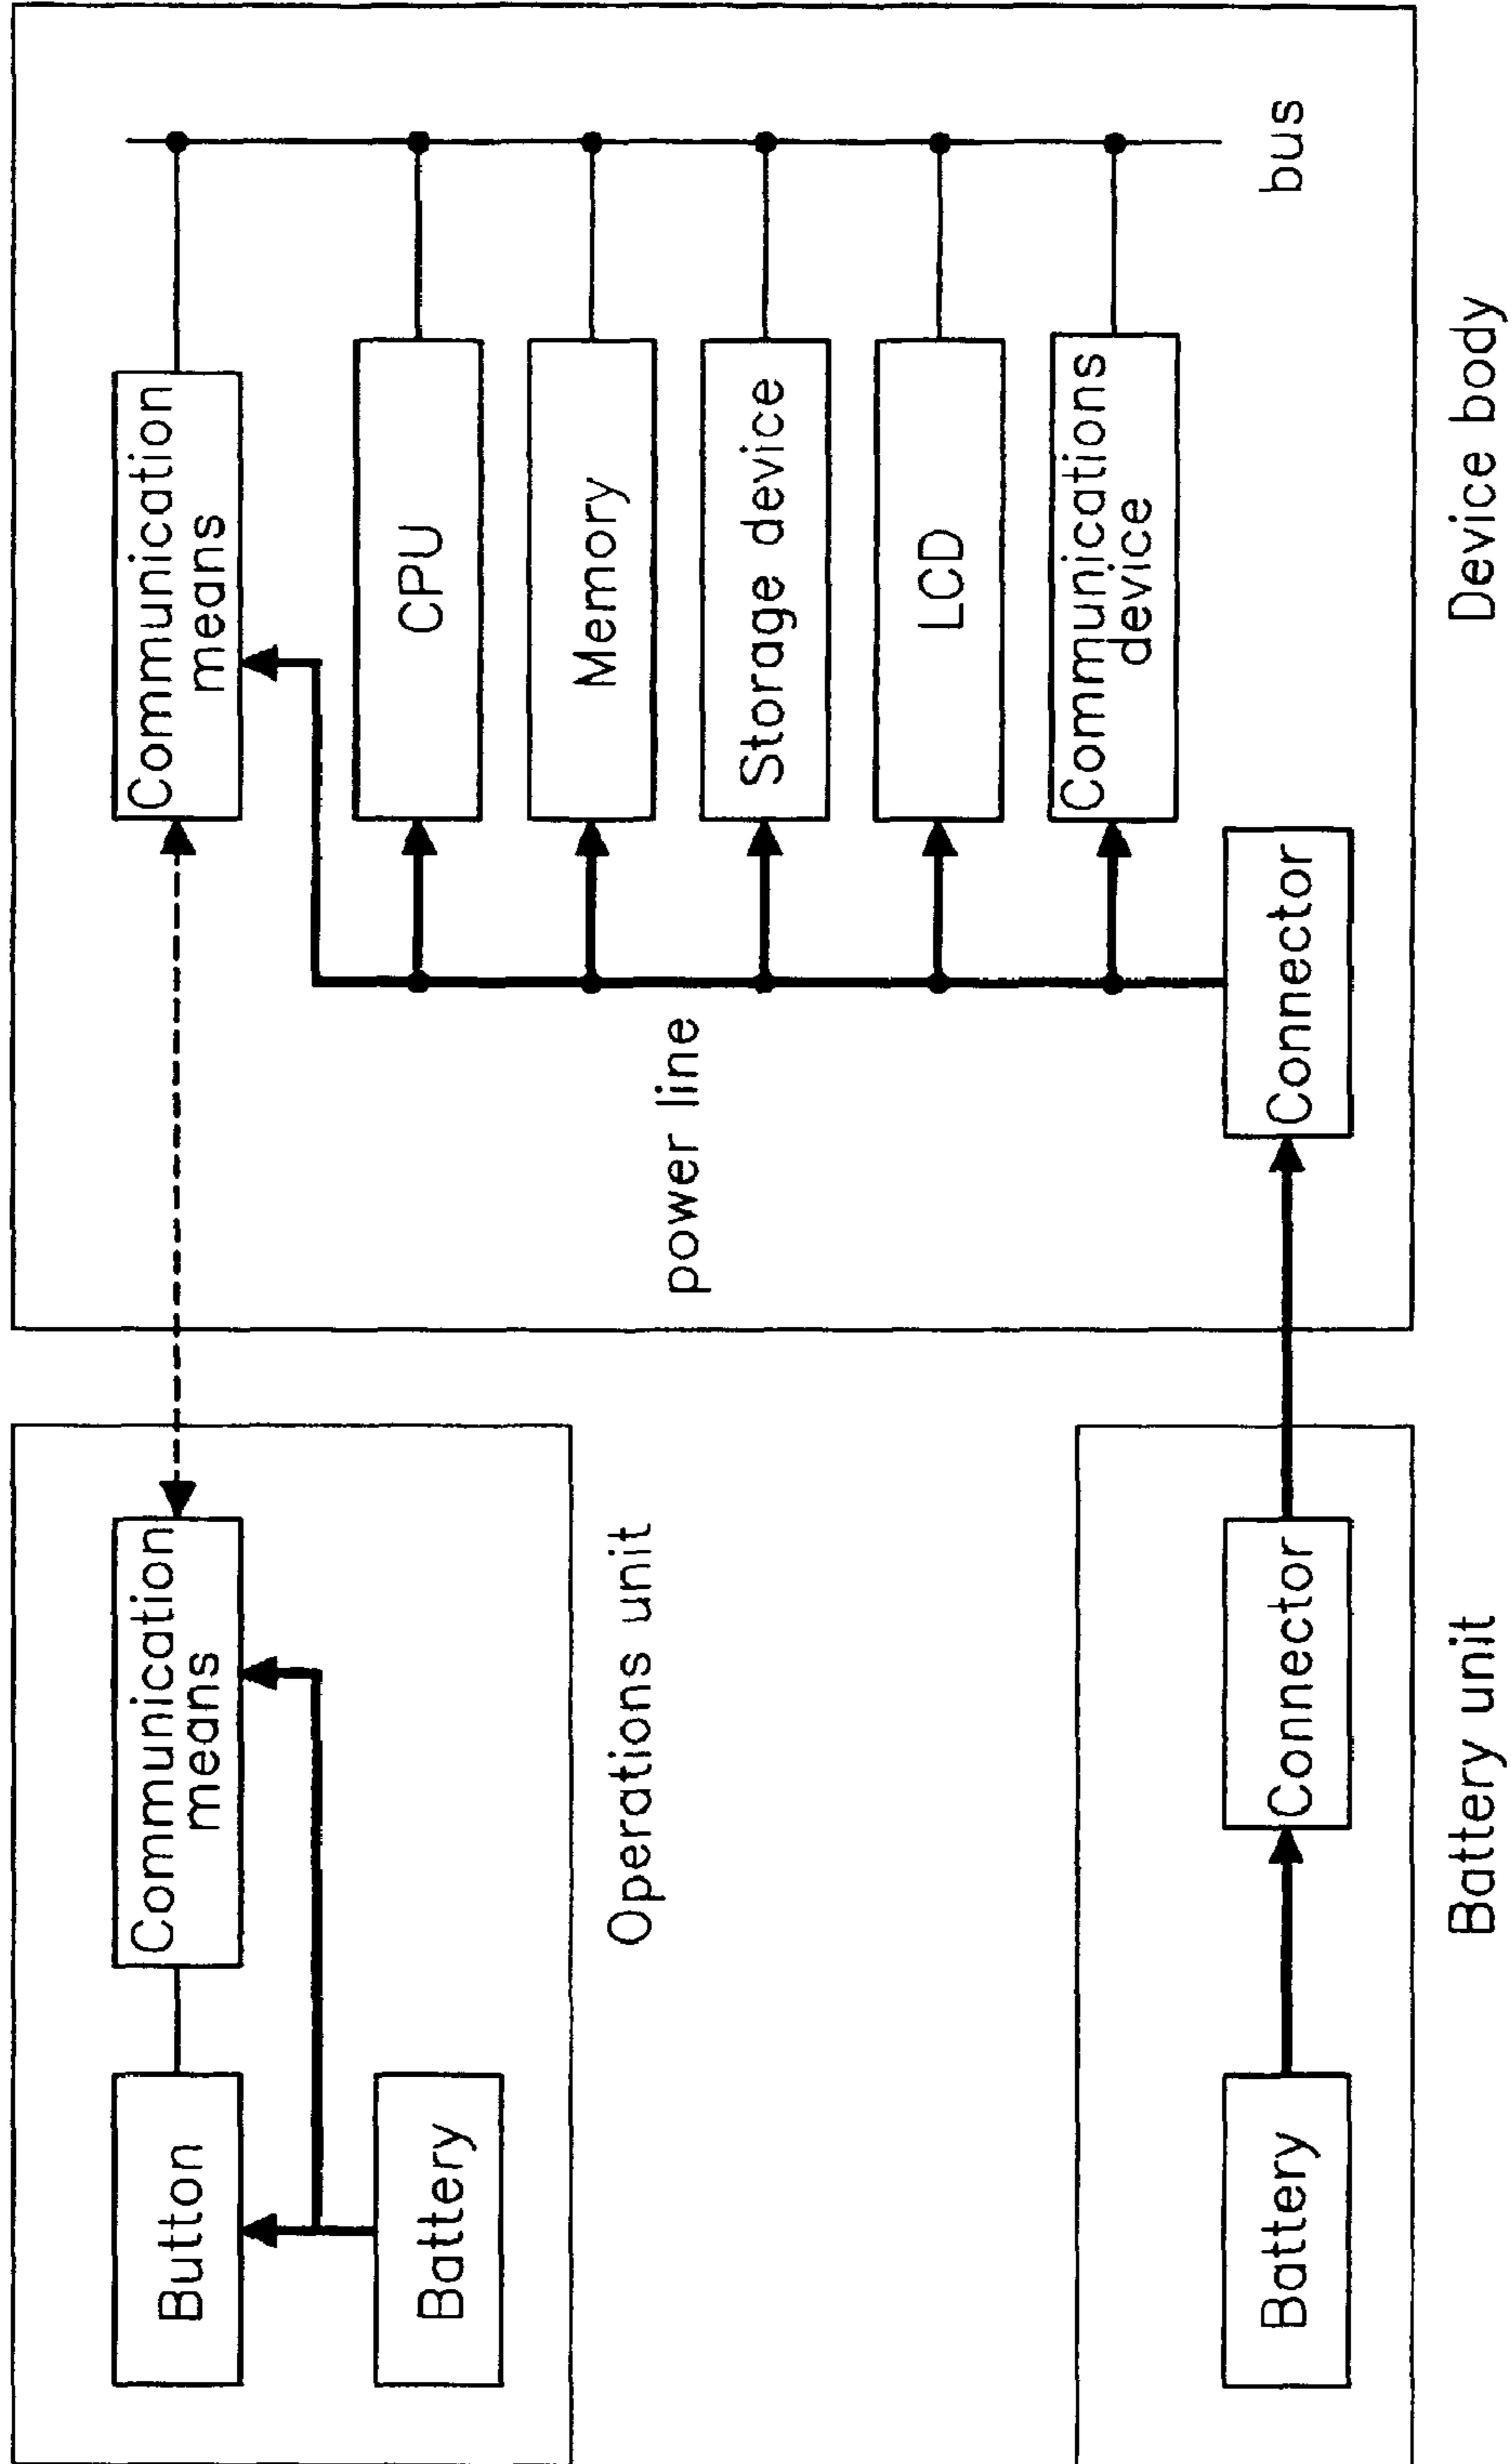 Button
Communication
means
Battery
Operations unit
Battery
Connector
Battery unit
Communication
means
CPU
Memory
Storage device
LCD
Communications
device
power line
Connector
bus
Device body